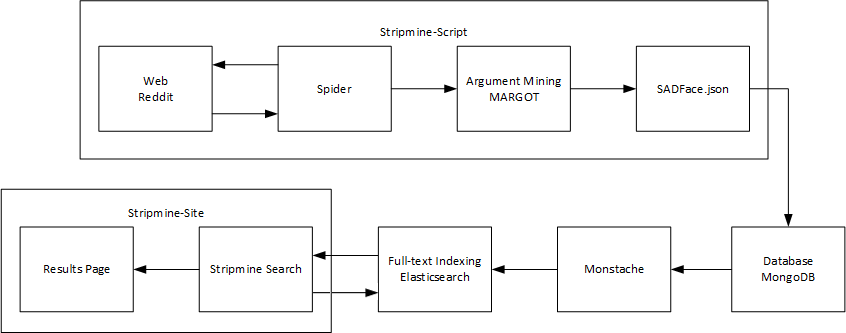 Stripmine-Script
Web
Reddit
Spider
Argument Mining
MARGOT
SADFace.json
Stripmine-Site
Results Page
Stripmine Search
Full-text Indexing
Elasticsearch
Monstache
Database
MongoDB